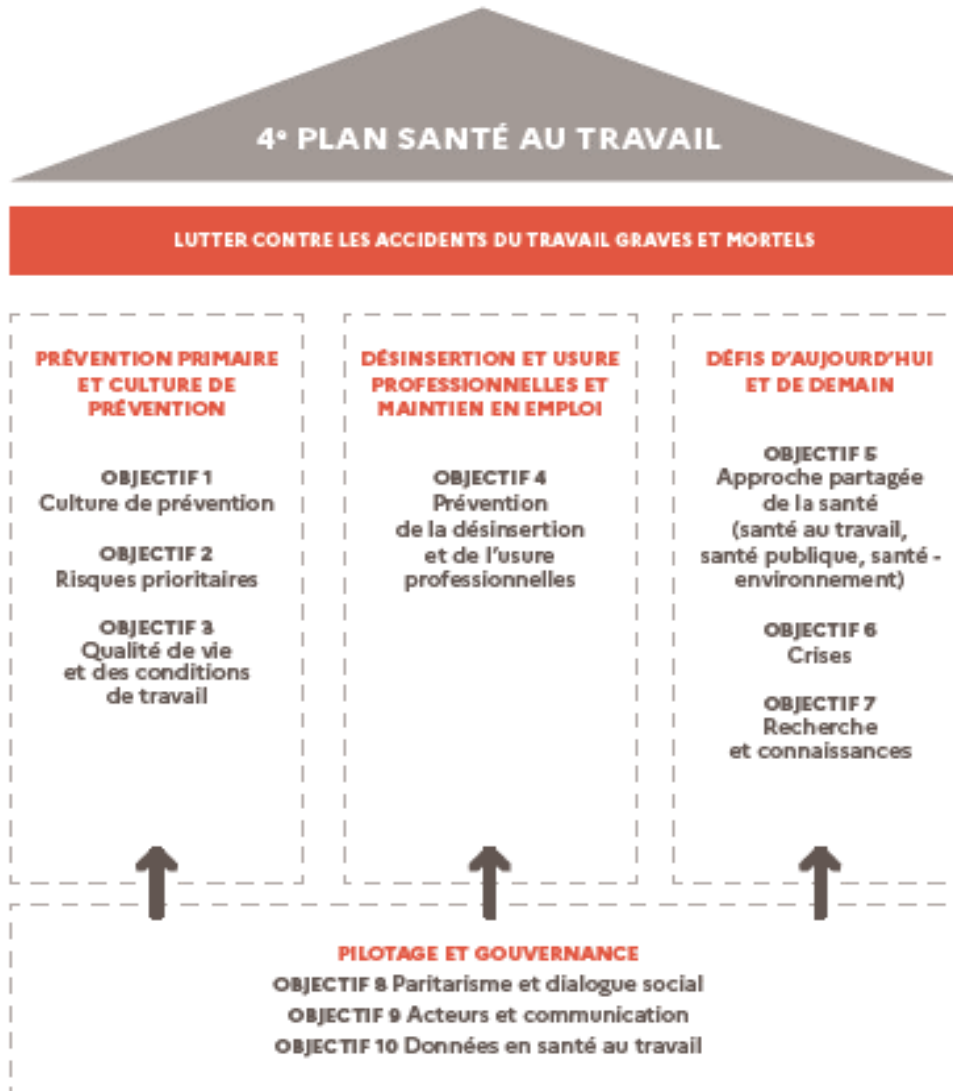 4e PLAN SANTÉ AU TRAVAIL
LUTTER CONTRE LES ACCIDENTS DU TRAVAIL GRAVES ET MORTELS
PRÉVENTION PRIMAIRE
ET CULTURE DE
PRÉVENTION
OBJECTIF 1
Culture de prévention
OBJECTIF 2
Risques prioritaires
OBJECTIF 3
Qualité de vie
et des conditions
de travail
DÉSINSERTION ET USURE
PROFESSIONNELLES ET
MAINTIEN EN EMPLOI
OBJECTIF 4
Prévention
de la désinsertion
et de l'usure
professionnelles
DÉFIS D'AUJOURD'HUI
ET DE DEMAIN
OBJECTIF 5
Approche partagée
de la santé
(santé au travail,
santé publique, santé -
environnement)
OBJECTIF 6
Crises
OBJECTIF 7
Recherche
et connaissances
PILOTAGE ET GOUVERNANCE
OBJECTIF 8 Paritarisme et dialogue social
OBJECTIF 9 Acteurs et communication
OBJECTIF 10 Données en santé au travail